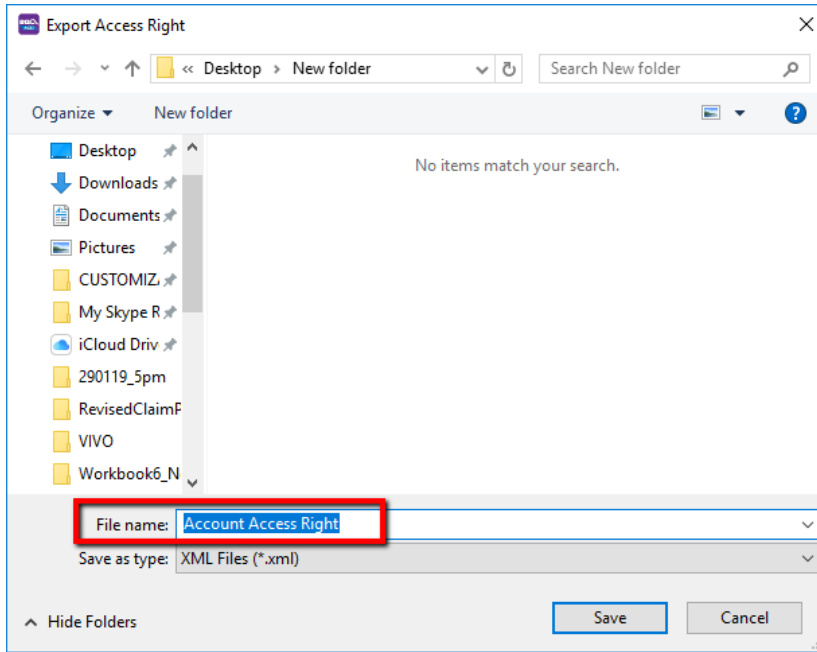 Export Access Right
« Desktop > New folder
Search New folder
Organize
New folder
Desktop
No items match your search.
Downloads
Documents
Pictures
CUSTOMIZ
My Skype R
iCloud Driv
290119_5pm
RevisedClaimP
VIVO
Workbook6_N
File name: Account Access Right
Save as type: XML Files (*.xml)
Hide Folders
Save
Cancel